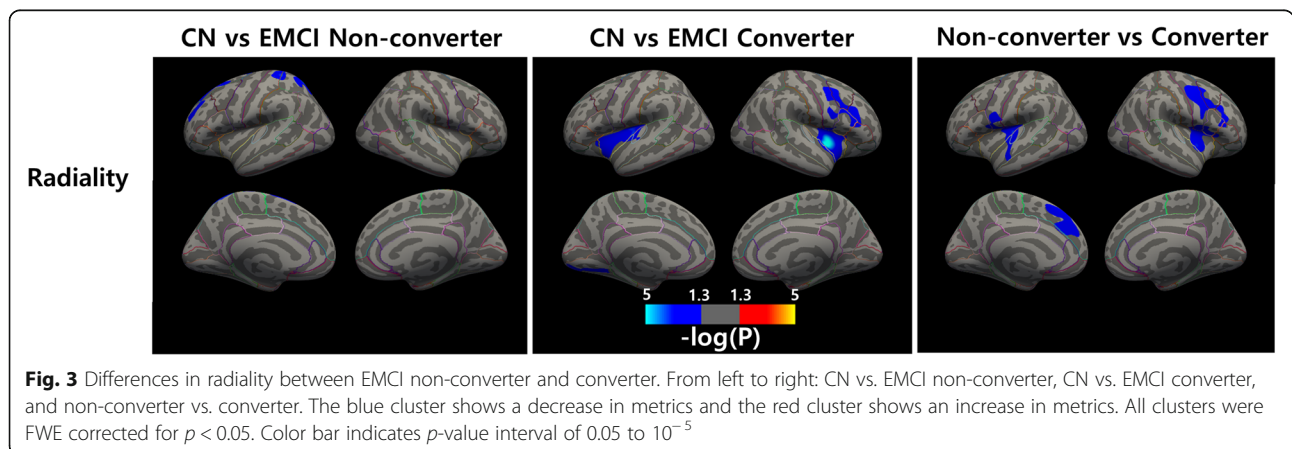 CN vs EMCI Non-converter
CN vs EMCI Converter
Non-converter vs Converter
Radiality
5 1.3 1.3 5
-log(P)
Fig. 3 Differences in radiality between EMCI non-converter and converter. From left to right: CN vs. EMCI non-converter, CN vs. EMCI converter,
and non-converter vs. converter. The blue cluster shows a decrease in metrics and the red cluster shows an increase in metrics. All clusters were
FWE corrected for p < 0.05. Color bar indicates p-value interval of 0.05 to 10⁻⁵